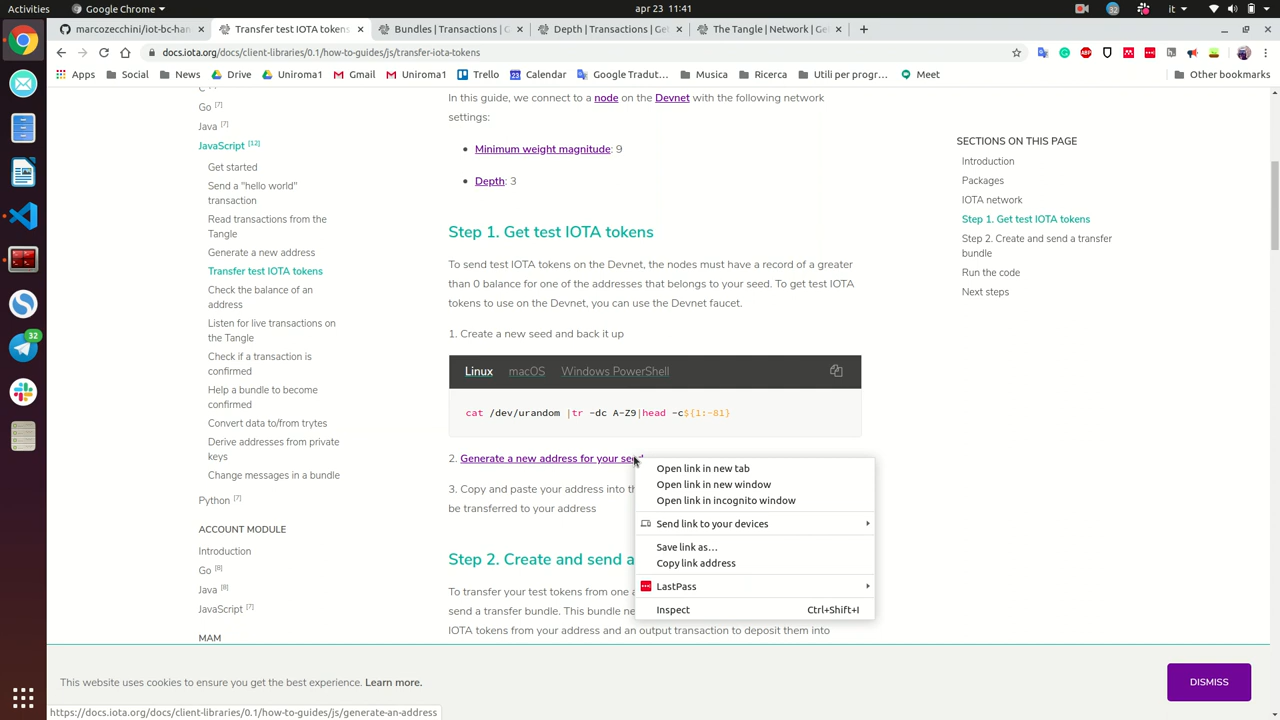 Google Chrome
apr 23 11:41
it
marcozecchini/iot-bc-hand
Transfer test IOTA tokens
Bundles | Transactions | G
Depth | Transactions | Get
The Tangle | Network | Get
docs.iota.org/docs/client-libraries/0.1/how-to-guides/js/transfer-iota-tokens
Apps
Social
News
Drive
Uniroma1
Gmail
Uniroma1
Trello
Calendar
Google Tradut…
Musica
Ricerca
Utili per progr…
Meet
Other bookmarks
Go [7]
Java [7]
JavaScript [12]
Get started
Send a "hello world"
transaction
Read transactions from the
Tangle
Generate a new address
Transfer test IOTA tokens
Check the balance of an
address
Listen for live transactions on
the Tangle
Check if a transaction is
confirmed
Help a bundle to become
confirmed
Convert data to/from trytes
Derive addresses from private
keys
Change messages in a bundle
Python [7]
ACCOUNT MODULE
Introduction
Go [8]
Java [8]
JavaScript [7]
MAM
In this guide, we connect to a node on the Devnet with the following network
settings:
Minimum weight magnitude: 9
Depth: 3
Step 1. Get test IOTA tokens
To send test IOTA tokens on the Devnet, the nodes must have a record of a greater
than 0 balance for one of the addresses that belongs to your seed. To get test IOTA
tokens to use on the Devnet, you can use the Devnet faucet.
1. Create a new seed and back it up
Linux macOS Windows PowerShell
cat /dev/urandom |tr -dc A-Z9|head -c${1:-81}
2. Generate a new address for your seed
3. Copy and paste your address into th
be transferred to your address
Step 2. Create and send a
To transfer your test tokens from one a
send a transfer bundle. This bundle ne
IOTA tokens from your address and an output transaction to deposit them into
Open link in new tab
Open link in new window
Open link in incognito window
Send link to your devices
Save link as…
Copy link address
LastPass
Inspect Ctrl+Shift+I
SECTIONS ON THIS PAGE
Introduction
Packages
IOTA network
Step 1. Get test IOTA tokens
Step 2. Create and send a transfer
bundle
Run the code
Next steps
32
This website uses cookies to ensure you get the best experience. Learn more.
DISMISS
https://docs.iota.org/docs/client-libraries/0.1/how-to-guides/js/generate-an-address